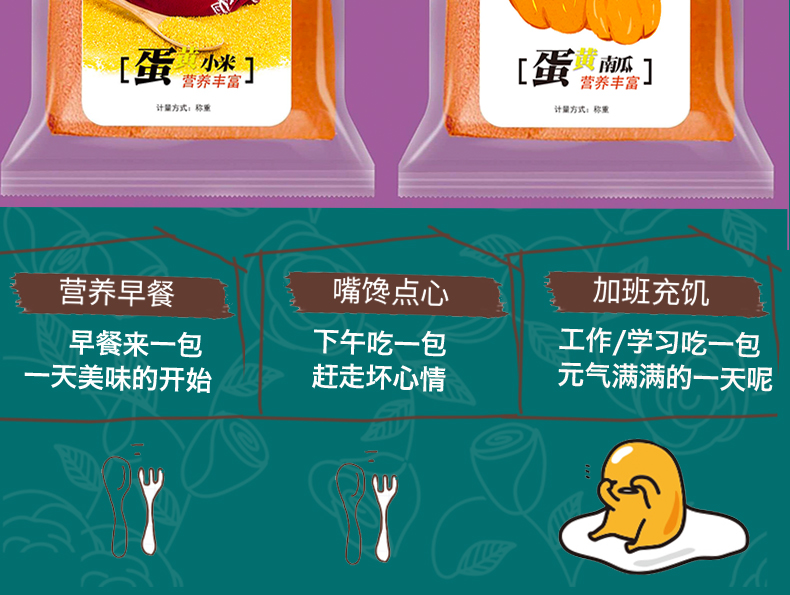 [蛋黄小米]
营养丰富
计量方式：称重
[蛋黄南瓜]
营养丰富
计量方式：称重
营养早餐
早餐来一包
一天美味的开始
嘴馋点心
下午吃一包
赶走坏心情
加班充饥
工作/学习吃一包
元气满满的一天呢